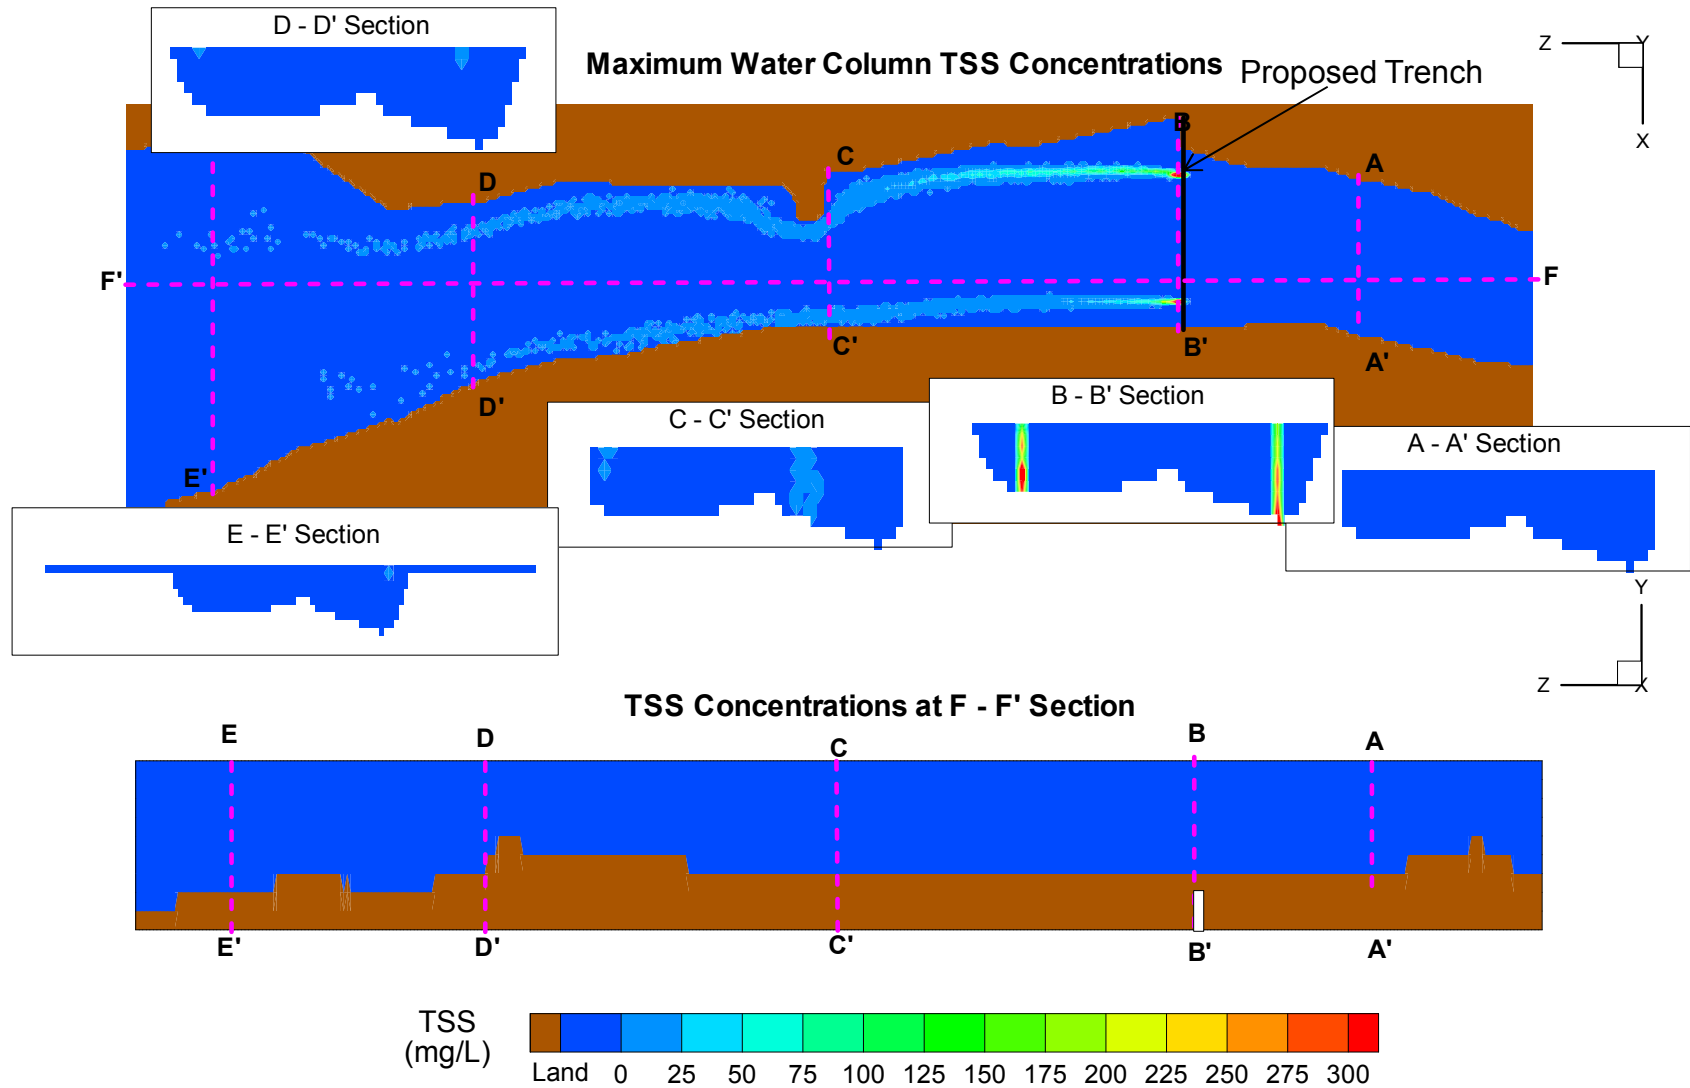 D - D' Section
Maximum Water Column TSS Concentrations
Proposed Trench
Z
Y
X
B
C
A
D
F'
F
C'
B'
A'
D'
E'
B - B' Section
C - C' Section
A - A' Section
E - E' Section
Y
Z
X
TSS Concentrations at F - F' Section
E
D
C
B
A
E'
D'
C'
B'
A'
TSS
(mg/L)
Land 0 25 50 75 100 125 150 175 200 225 250 275 300